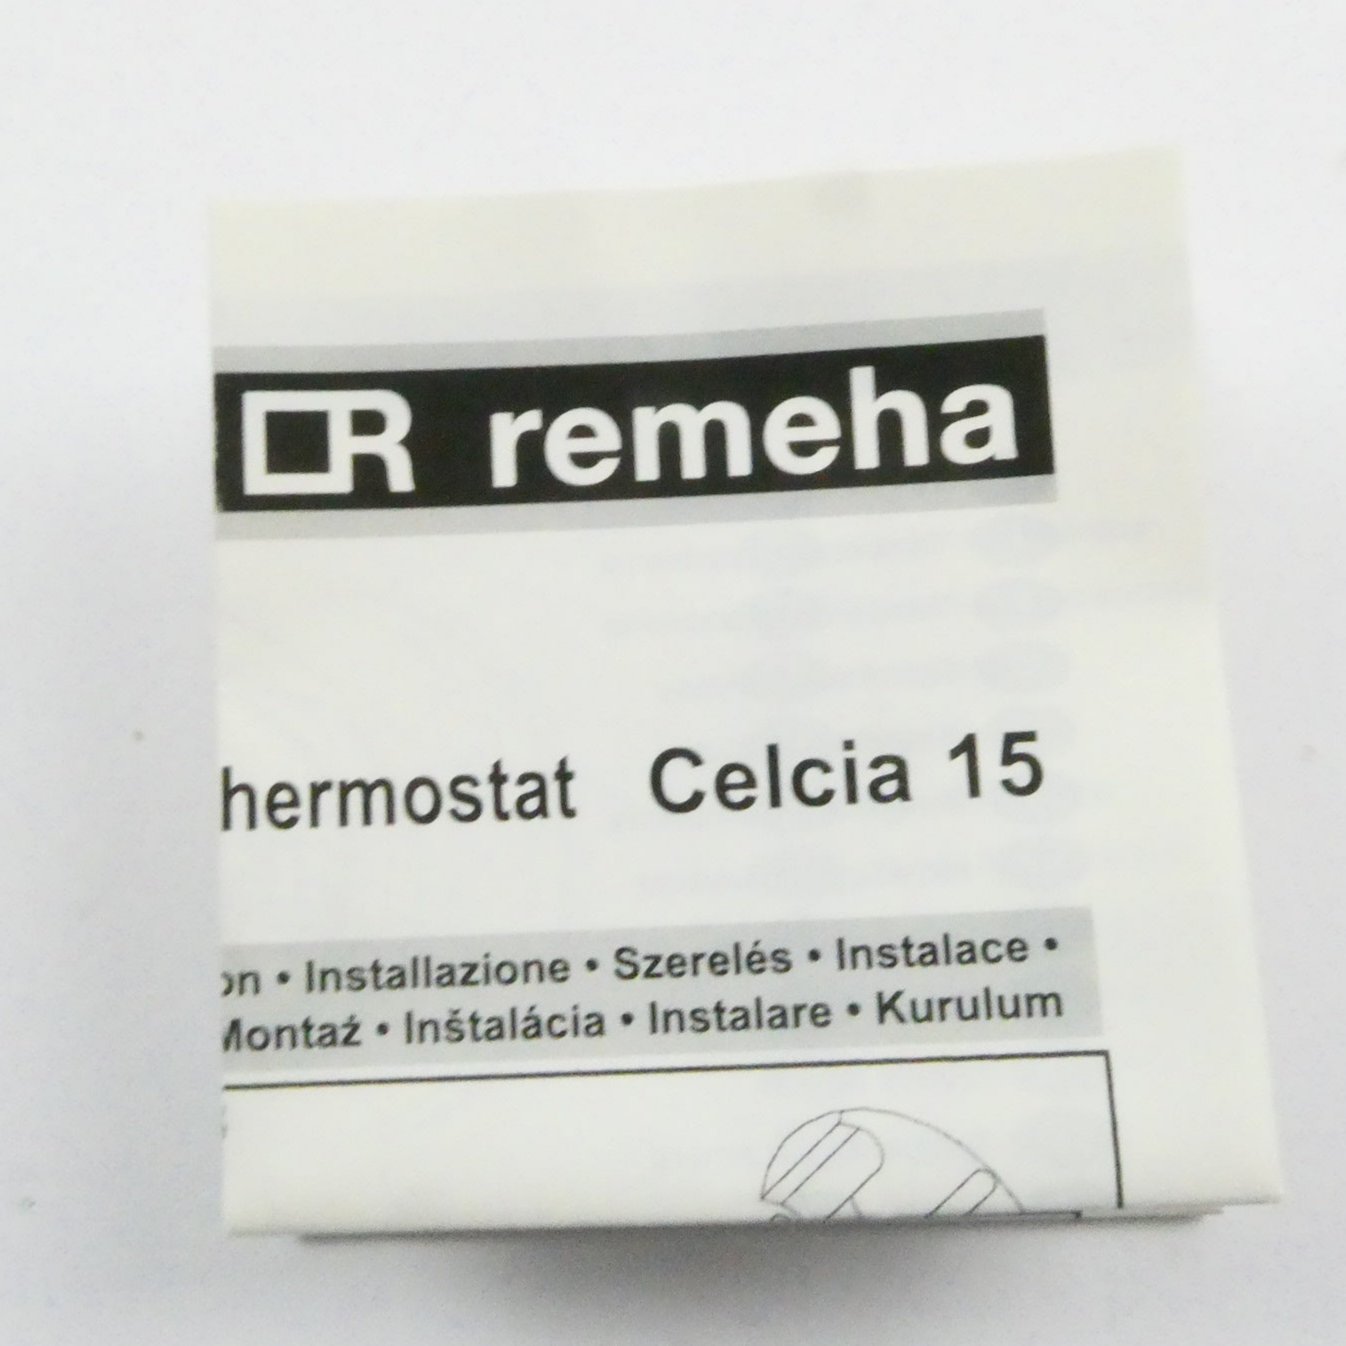 R remeha
hermostat Celcia 15
on • Installazione • Szerelés • Instalace •
Montaż • Inštalácia • Instalare • Kurulum